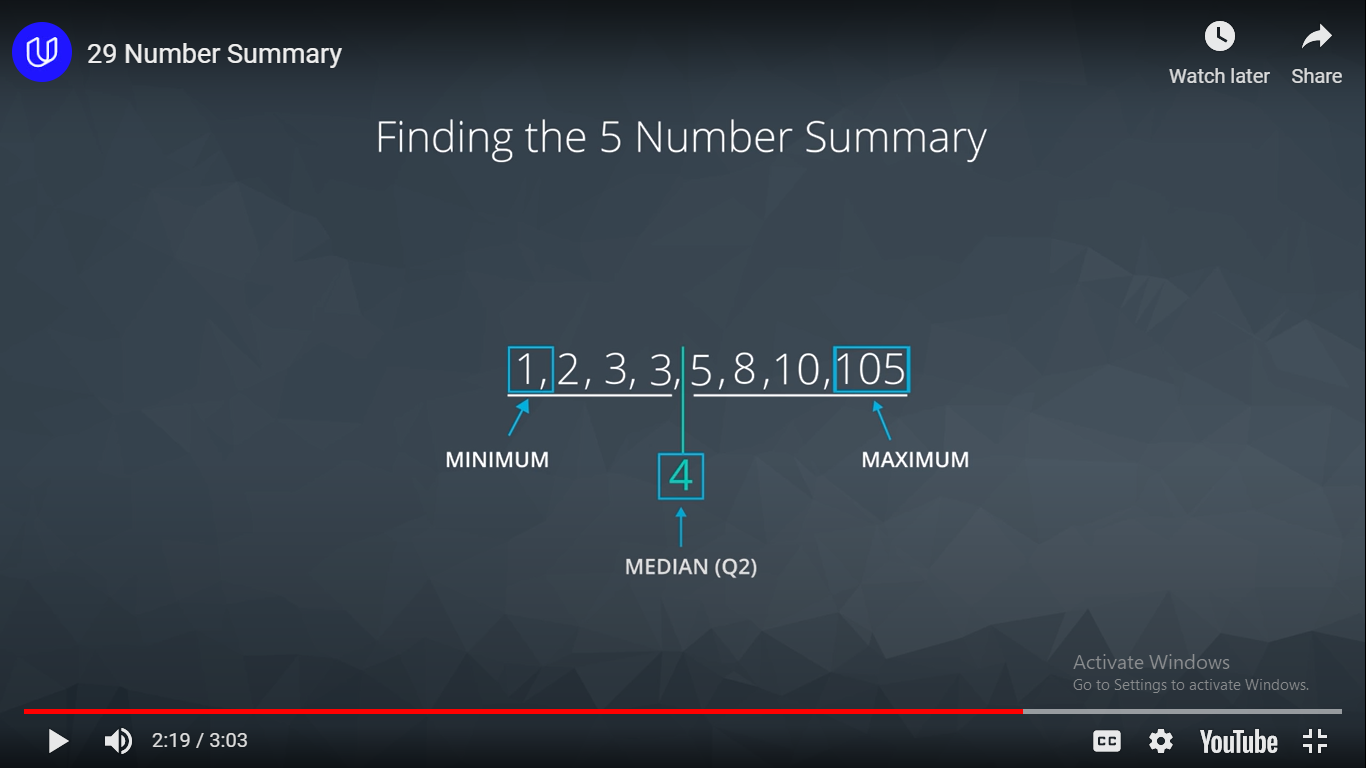 29 Number Summary
Watch later
Share
Finding the 5 Number Summary
1, 2, 3, 3, 5, 8, 10, 105
MINIMUM
MAXIMUM
4
MEDIAN (Q2)
Activate Windows
Go to Settings to activate Windows.
2:19 / 3:03
CC
YouTube